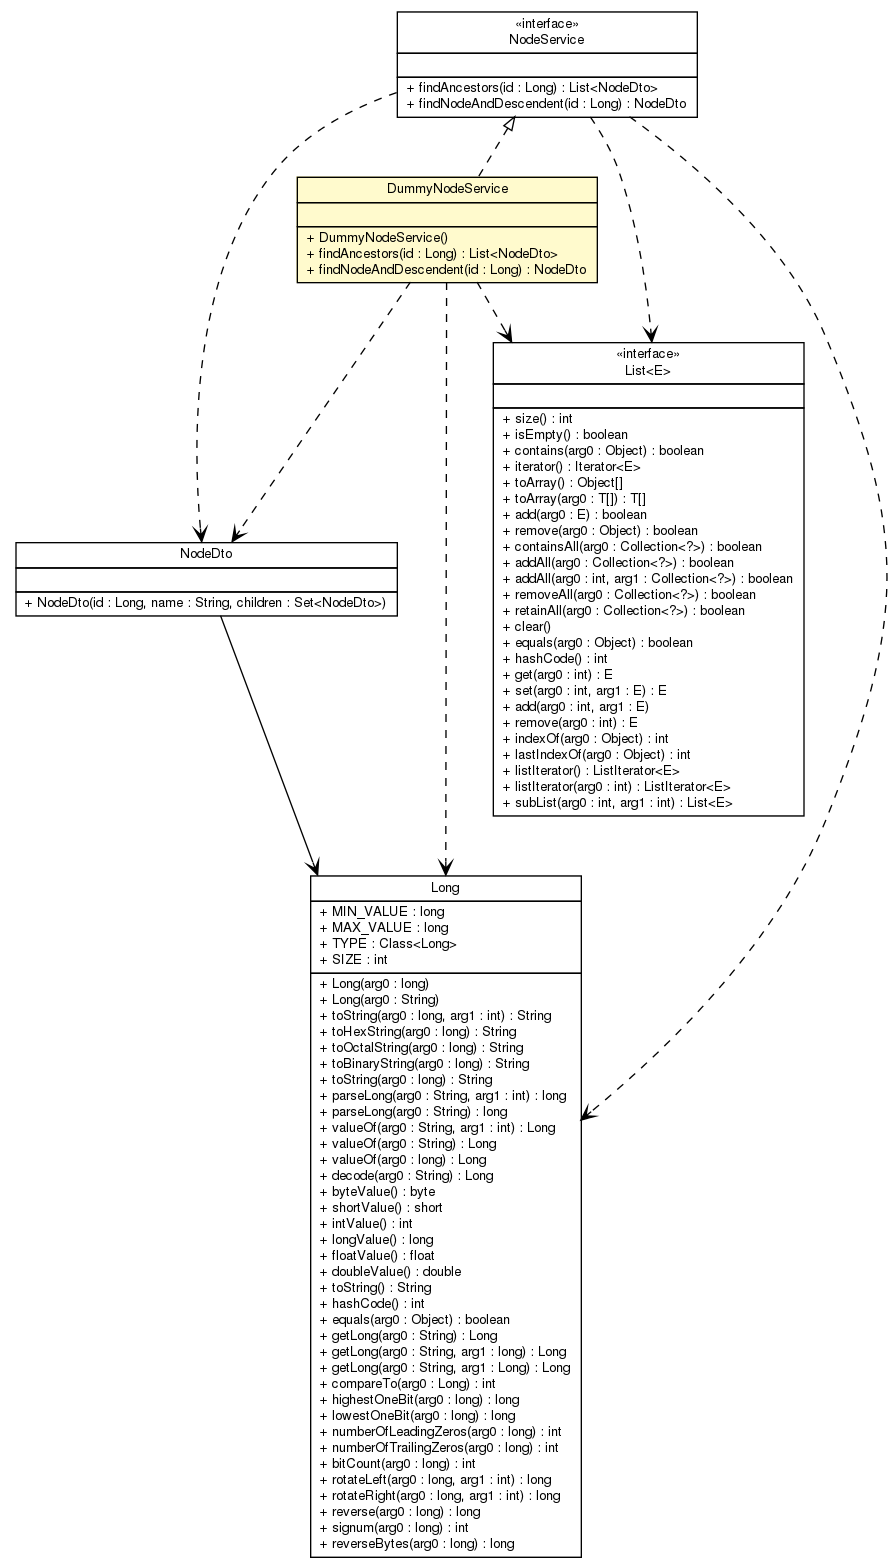 «interface»
NodeService
+ findAncestors(id : Long) : List<NodeDto>
+ findNodeAndDescendent(id : Long) : NodeDto
DummyNodeService
+ DummyNodeService()
+ findAncestors(id : Long) : List<NodeDto>
+ findNodeAndDescendent(id : Long) : NodeDto
«interface»
List<E>
+ size() : int
+ isEmpty() : boolean
+ contains(arg0 : Object) : boolean
+ iterator() : Iterator<E>
+ toArray() : Object[]
+ toArray(arg0 : T[]) : T[]
+ add(arg0 : E) : boolean
+ remove(arg0 : Object) : boolean
+ containsAll(arg0 : Collection<?>) : boolean
+ addAll(arg0 : Collection<?>) : boolean
+ addAll(arg0 : int, arg1 : Collection<?>) : boolean
+ removeAll(arg0 : Collection<?>) : boolean
+ retainAll(arg0 : Collection<?>) : boolean
+ clear()
+ equals(arg0 : Object) : boolean
+ hashCode() : int
+ get(arg0 : int) : E
+ set(arg0 : int, arg1 : E) : E
+ add(arg0 : int, arg1 : E)
+ remove(arg0 : int) : E
+ indexOf(arg0 : Object) : int
+ lastIndexOf(arg0 : Object) : int
+ listIterator() : ListIterator<E>
+ listIterator(arg0 : int) : ListIterator<E>
+ subList(arg0 : int, arg1 : int) : List<E>
NodeDto
+ NodeDto(id : Long, name : String, children : Set<NodeDto>)
Long
+ MIN_VALUE : long
+ MAX_VALUE : long
+ TYPE : Class<Long>
+ SIZE : int
+ Long(arg0 : long)
+ Long(arg0 : String)
+ toString(arg0 : long, arg1 : int) : String
+ toHexString(arg0 : long) : String
+ toOctalString(arg0 : long) : String
+ toBinaryString(arg0 : long) : String
+ toString(arg0 : long) : String
+ parseLong(arg0 : String, arg1 : int) : long
+ parseLong(arg0 : String) : long
+ valueOf(arg0 : String, arg1 : int) : Long
+ valueOf(arg0 : String) : Long
+ valueOf(arg0 : long) : Long
+ decode(arg0 : String) : Long
+ byteValue() : byte
+ shortValue() : short
+ intValue() : int
+ longValue() : long
+ floatValue() : float
+ doubleValue() : double
+ toString() : String
+ hashCode() : int
+ equals(arg0 : Object) : boolean
+ getLong(arg0 : String) : Long
+ getLong(arg0 : String, arg1 : long) : Long
+ getLong(arg0 : String, arg1 : Long) : Long
+ compareTo(arg0 : Long) : int
+ highestOneBit(arg0 : long) : long
+ lowestOneBit(arg0 : long) : long
+ numberOfLeadingZeros(arg0 : long) : int
+ numberOfTrailingZeros(arg0 : long) : int
+ bitCount(arg0 : long) : int
+ rotateLeft(arg0 : long, arg1 : int) : long
+ rotateRight(arg0 : long, arg1 : int) : long
+ reverse(arg0 : long) : long
+ signum(arg0 : long) : int
+ reverseBytes(arg0 : long) : long